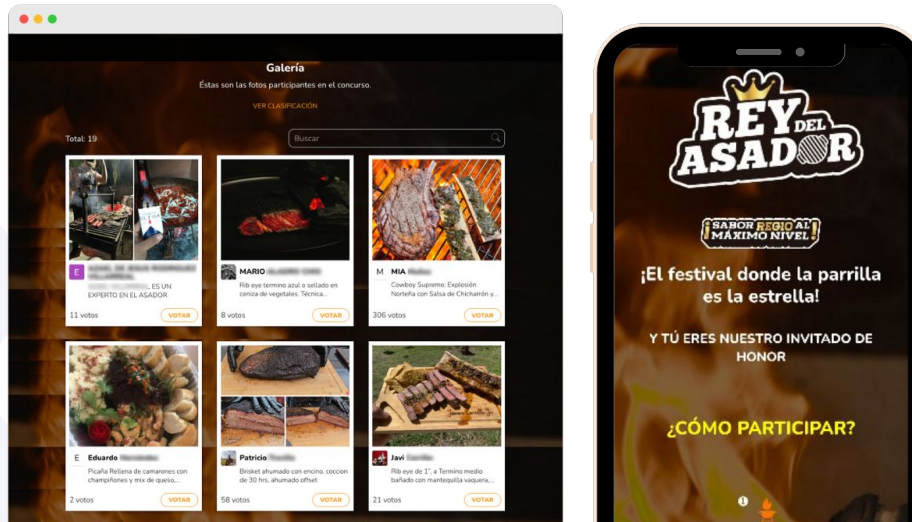 Galería
Éstas son las fotos participantes en el concurso.
VER CLASIFICACIÓN
Total: 19
Buscar
E
ES UN
EXPERTO EN EL ASADOR
11 votos
VOTAR
MARIO
Rib eye termino azul o sellado en
ceniza de vegetales. Técnica...
8 votos
VOTAR
M MIA
Cowboy Supreme: Explosión
Norteña con Salsa de Chicharrón y...
306 votos
VOTAR
E Eduardo
Picaña Rellena de camarones con
champiñones y mix de queso,...
2 votos
VOTAR
Patricio
Brisket ahumado con encino, coccion
de 30 hrs, ahumado offset
58 votos
VOTAR
Javi
Rib eye de 1", a Termino medio
bañado con mantequilla vaquera,...
21 votos
VOTAR
REY DEL
ASADOR
SABOR REGIO AL
MÁXIMO NIVEL
¡El festival donde la parrilla
es la estrella!
Y TÚ ERES NUESTRO INVITADO DE
HONOR
¿CÓMO PARTICIPAR?
1